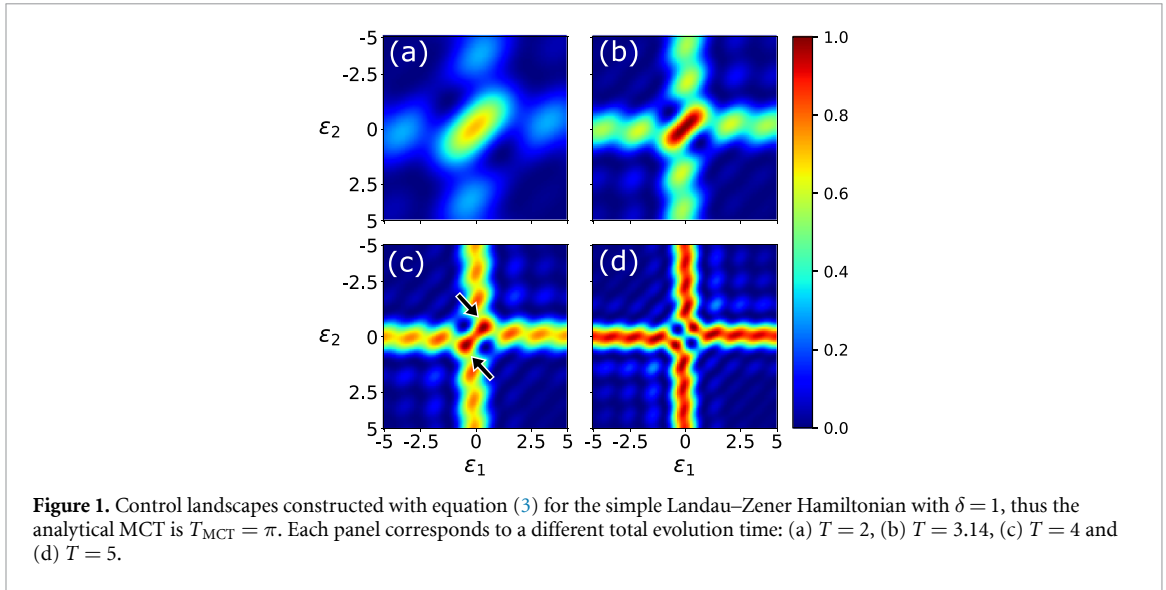 (a)
(b)
-5
-2.5
0
2.5
5
ε2
1.0
0.8
0.6
0.4
0.2
0.0
(c)
(d)
-5
-2.5
0
2.5
5
ε2
-5 -2.5 0 2.5 5
-5 -2.5 0 2.5 5
ε1
ε1
Figure 1. Control landscapes constructed with equation (3) for the simple Landau–Zener Hamiltonian with δ = 1, thus the
analytical MCT is T_MCT = π. Each panel corresponds to a different total evolution time: (a) T = 2, (b) T = 3.14, (c) T = 4 and
(d) T = 5.